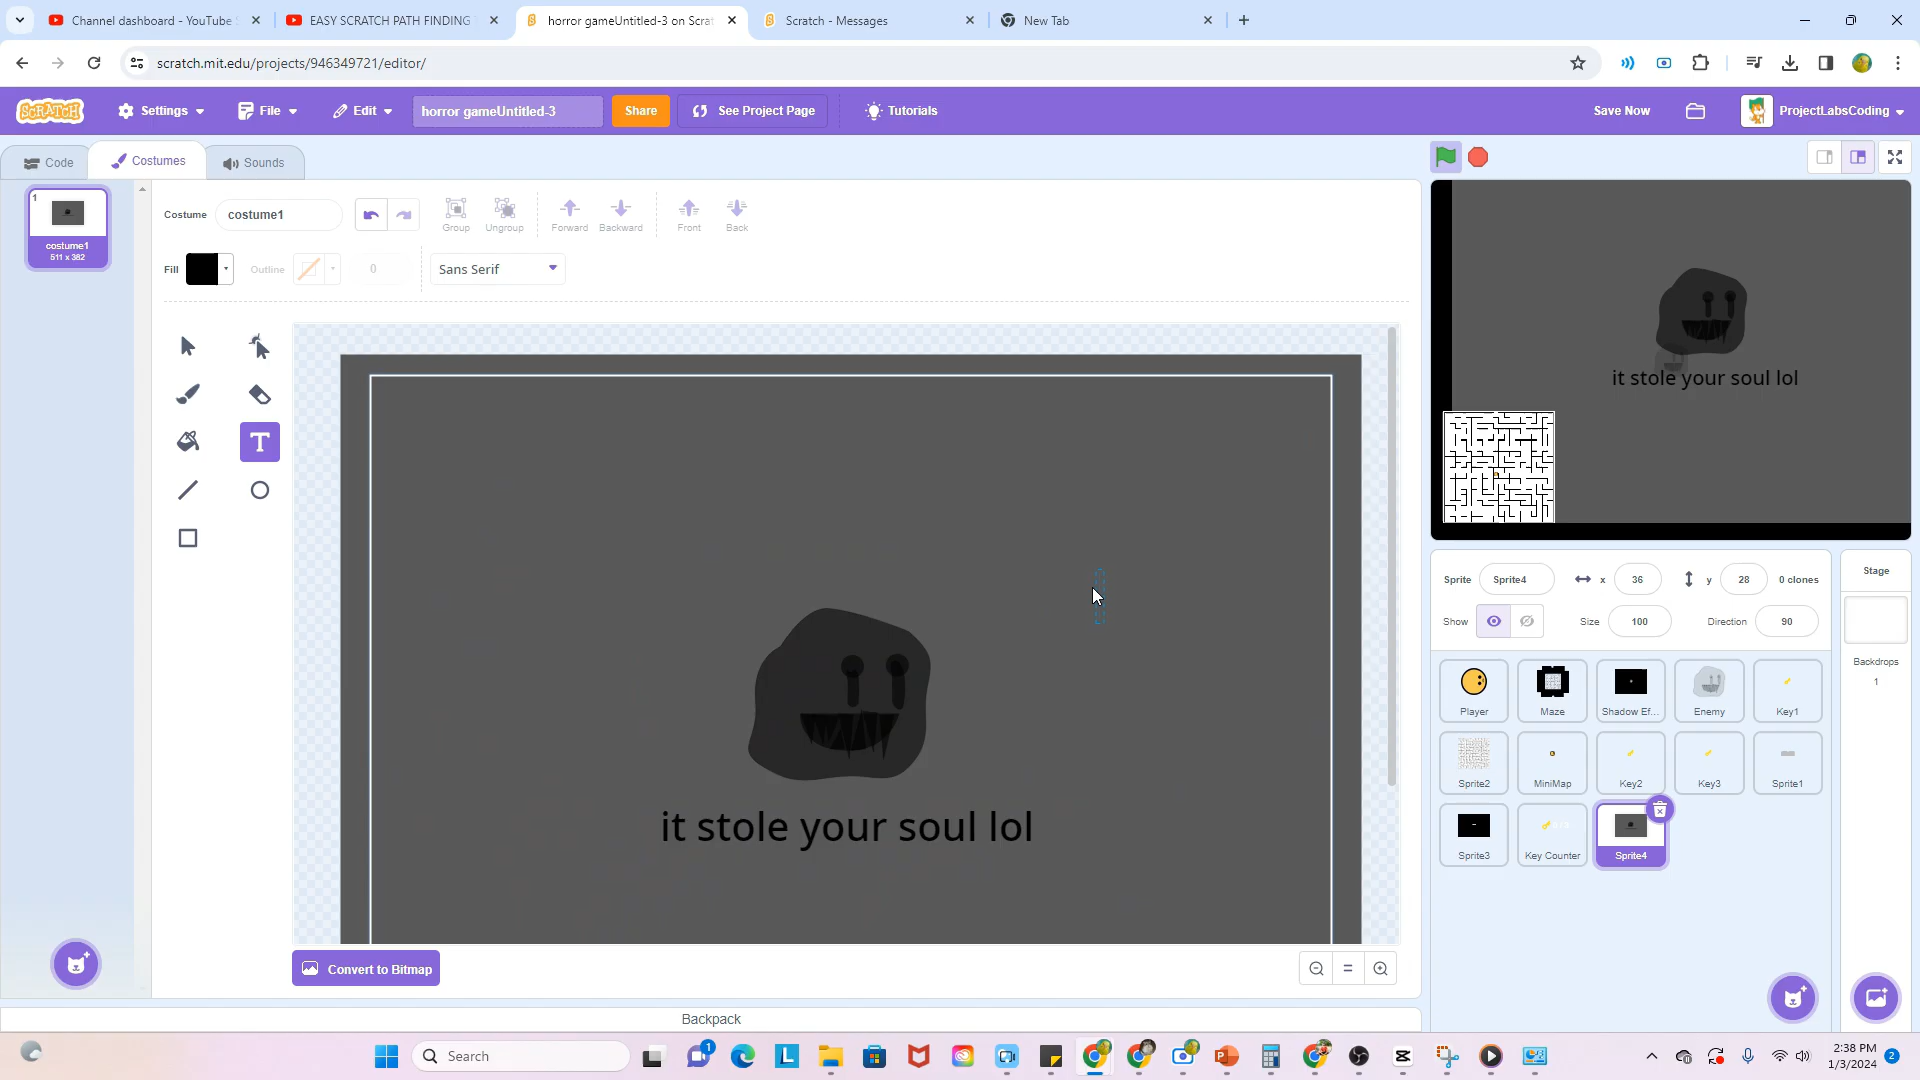 Channel dashboard - YouTube
EASY SCRATCH PATH FINDING
horror gameUntitled-3 on Scrat
Scratch - Messages
New Tab
scratch.mit.edu/projects/946349721/editor/
SCRATCH
Settings
File
Edit
horror gameUntitled-3
Share
See Project Page
Tutorials
Save Now
ProjectLabsCoding
Code
Costumes
Sounds
1
costume1
511 x 382
Costume
costume1
Group
Ungroup
Forward
Backward
Front
Back
Fill
Outline
0
Sans Serif
T
it stole your soul lol
Convert to Bitmap
Backpack
it stole your soul lol
Sprite
Sprite4
x
36
y
28
0 clones
Show
Size
100
Direction
90
Player
Maze
Shadow Ef...
Enemy
Key1
Sprite2
MiniMap
Key2
Key3
Sprite1
Sprite3
Key Counter
Sprite4
Stage
Backdrops
1
Search
1
L
2:38 PM
1/3/2024
2